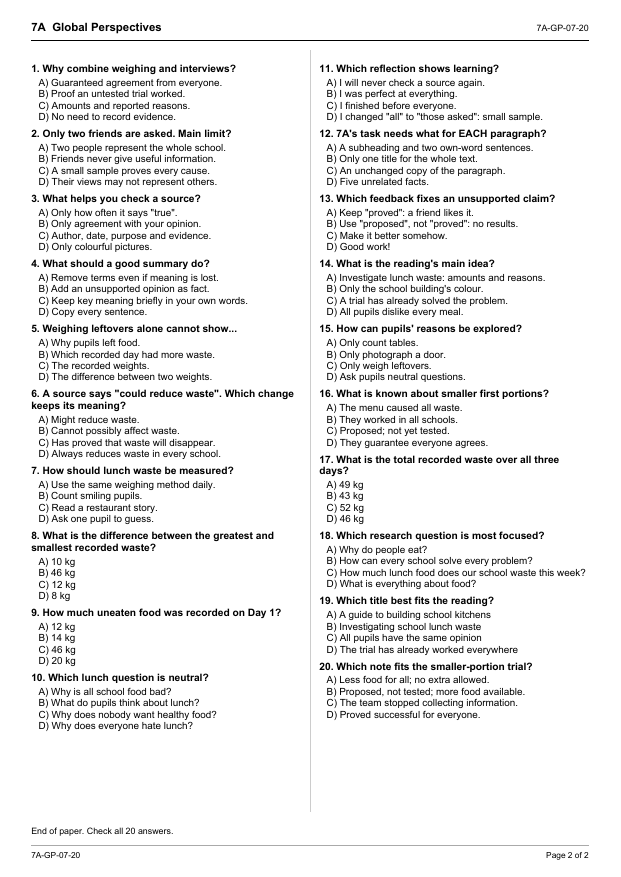 7A Global Perspectives
7A-GP-07-20
1. Why combine weighing and interviews?
A) Guaranteed agreement from everyone.
B) Proof an untested trial worked.
C) Amounts and reported reasons.
D) No need to record evidence.
2. Only two friends are asked. Main limit?
A) Two people represent the whole school.
B) Friends never give useful information.
C) A small sample proves every cause.
D) Their views may not represent others.
3. What helps you check a source?
A) Only how often it says "true".
B) Only agreement with your opinion.
C) Author, date, purpose and evidence.
D) Only colourful pictures.
4. What should a good summary do?
A) Remove terms even if meaning is lost.
B) Add an unsupported opinion as fact.
C) Keep key meaning briefly in your own words.
D) Copy every sentence.
5. Weighing leftovers alone cannot show...
A) Why pupils left food.
B) Which recorded day had more waste.
C) The recorded weights.
D) The difference between two weights.
6. A source says "could reduce waste". Which change
keeps its meaning?
A) Might reduce waste.
B) Cannot possibly affect waste.
C) Has proved that waste will disappear.
D) Always reduces waste in every school.
7. How should lunch waste be measured?
A) Use the same weighing method daily.
B) Count smiling pupils.
C) Read a restaurant story.
D) Ask one pupil to guess.
8. What is the difference between the greatest and
smallest recorded waste?
A) 10 kg
B) 46 kg
C) 12 kg
D) 8 kg
9. How much uneaten food was recorded on Day 1?
A) 12 kg
B) 14 kg
C) 46 kg
D) 20 kg
10. Which lunch question is neutral?
A) Why is all school food bad?
B) What do pupils think about lunch?
C) Why does nobody want healthy food?
D) Why does everyone hate lunch?
11. Which reflection shows learning?
A) I will never check a source again.
B) I was perfect at everything.
C) I finished before everyone.
D) I changed "all" to "those asked": small sample.
12. 7A's task needs what for EACH paragraph?
A) A subheading and two own-word sentences.
B) Only one title for the whole text.
C) An unchanged copy of the paragraph.
D) Five unrelated facts.
13. Which feedback fixes an unsupported claim?
A) Keep "proved": a friend likes it.
B) Use "proposed", not "proved": no results.
C) Make it better somehow.
D) Good work!
14. What is the reading's main idea?
A) Investigate lunch waste: amounts and reasons.
B) Only the school building's colour.
C) A trial has already solved the problem.
D) All pupils dislike every meal.
15. How can pupils' reasons be explored?
A) Only count tables.
B) Only photograph a door.
C) Only weigh leftovers.
D) Ask pupils neutral questions.
16. What is known about smaller first portions?
A) The menu caused all waste.
B) They worked in all schools.
C) Proposed; not yet tested.
D) They guarantee everyone agrees.
17. What is the total recorded waste over all three
days?
A) 49 kg
B) 43 kg
C) 52 kg
D) 46 kg
18. Which research question is most focused?
A) Why do people eat?
B) How can every school solve every problem?
C) How much lunch food does our school waste this week?
D) What is everything about food?
19. Which title best fits the reading?
A) A guide to building school kitchens
B) Investigating school lunch waste
C) All pupils have the same opinion
D) The trial has already worked everywhere
20. Which note fits the smaller-portion trial?
A) Less food for all; no extra allowed.
B) Proposed, not tested; more food available.
C) The team stopped collecting information.
D) Proved successful for everyone.
End of paper. Check all 20 answers.
7A-GP-07-20
Page 2 of 2